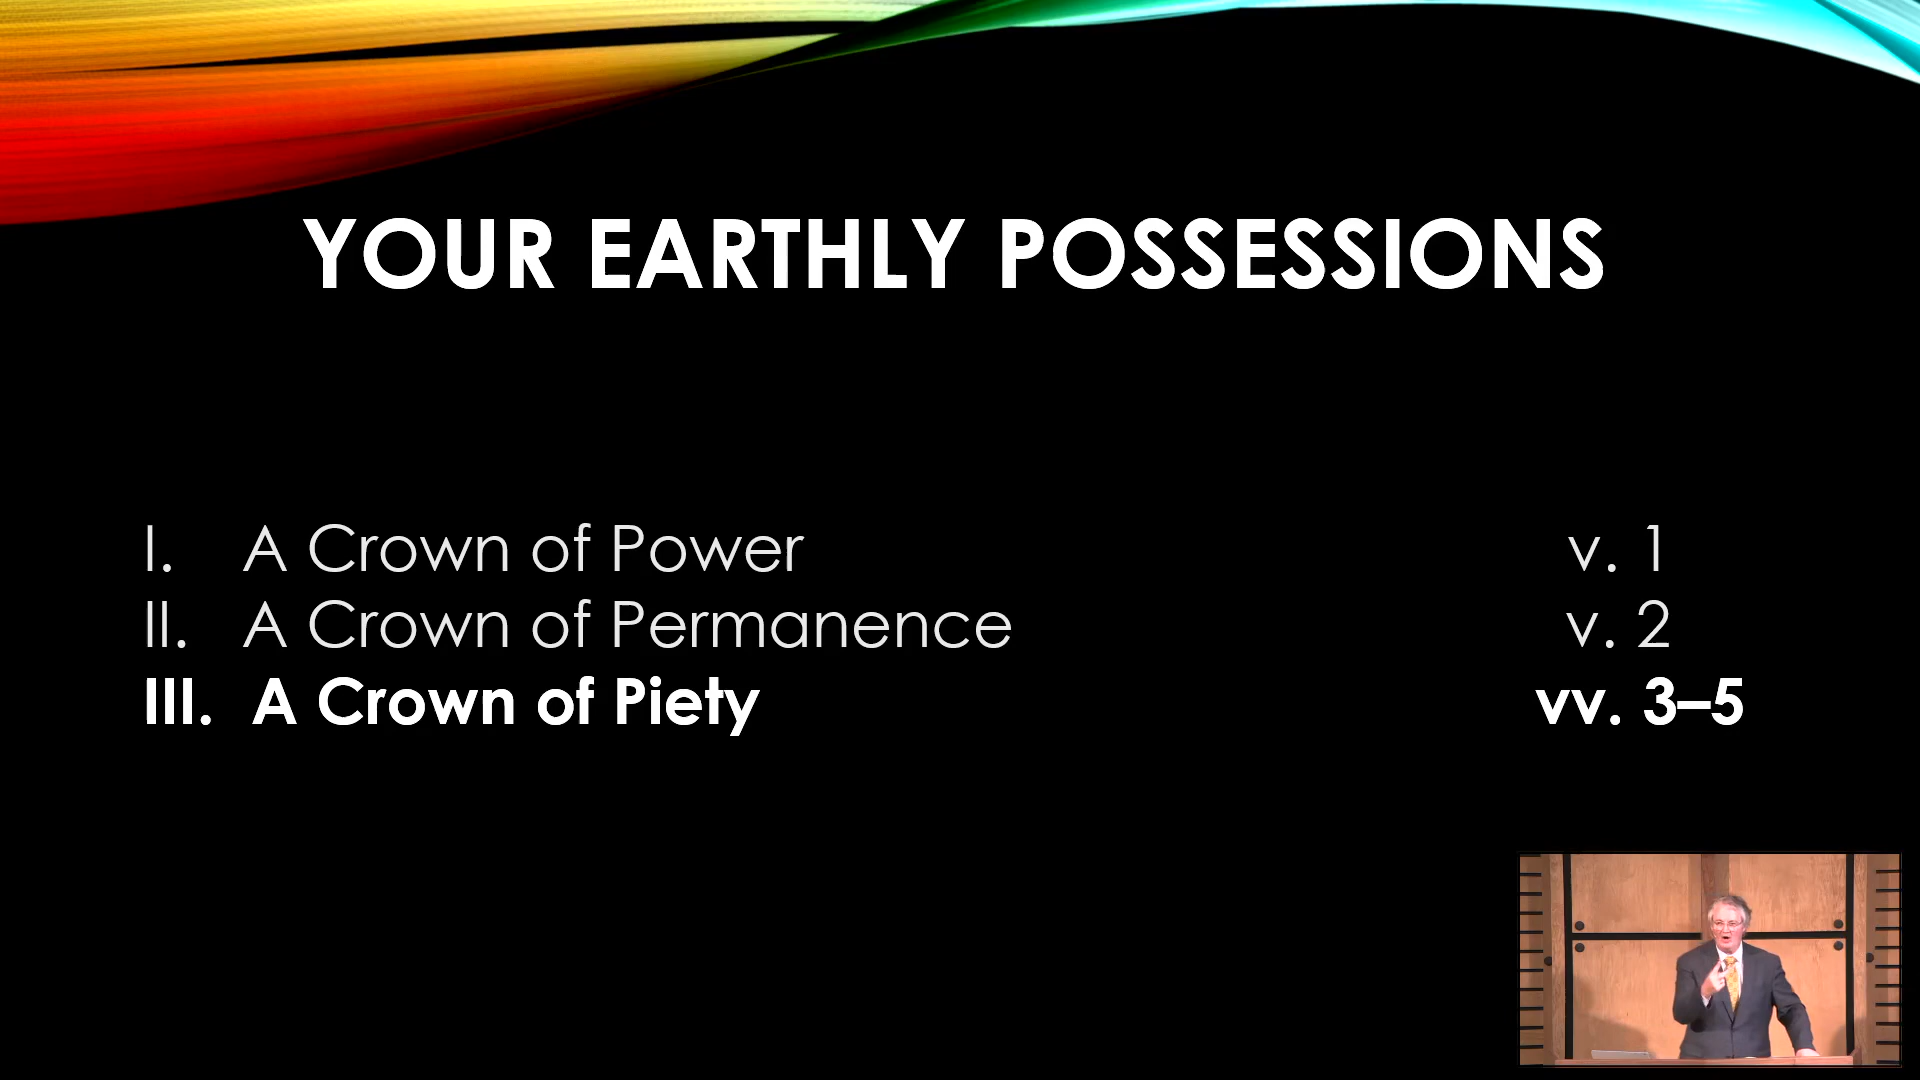 YOUR EARTHLY POSSESSIONS
I. A Crown of Power v. 1
II. A Crown of Permanence v. 2
III. A Crown of Piety vv. 3–5